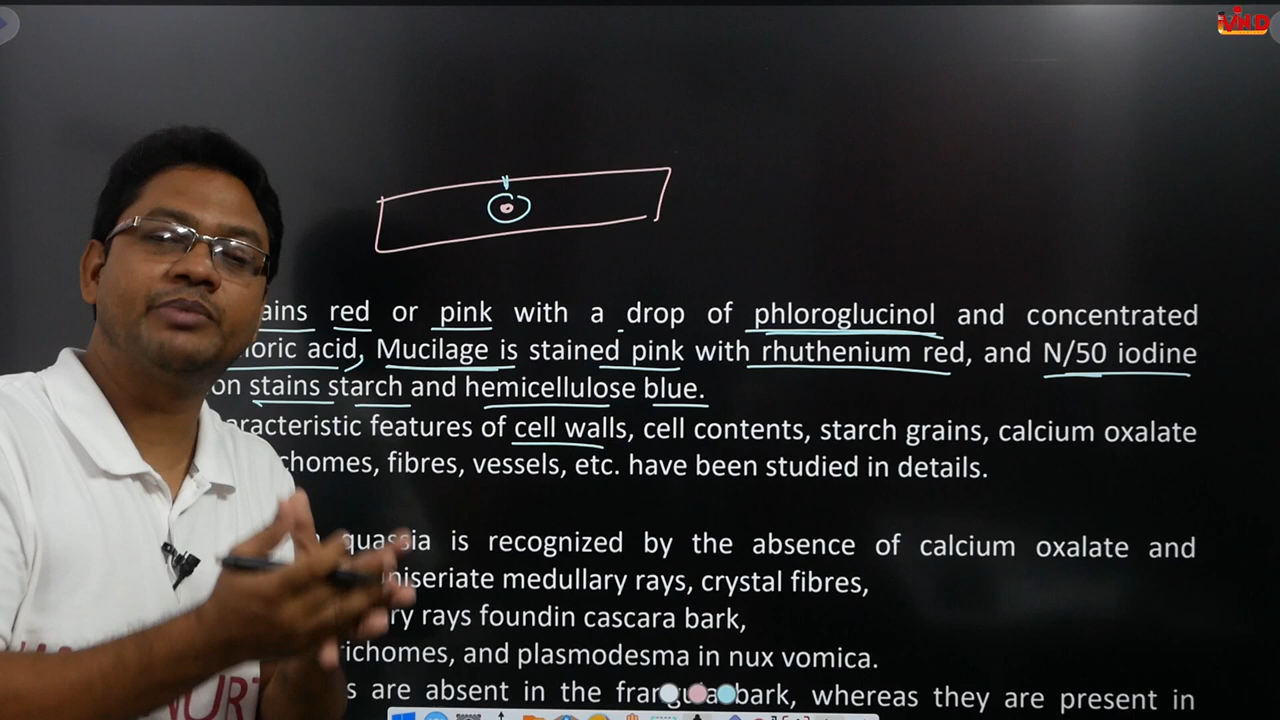 ains red or pink with a drop of phloroglucinol and concentrated
oric acid, Mucilage is stained pink with rhuthenium red, and N/50 iodine
on stains starch and hemicellulose blue.
aracteristic features of cell walls, cell contents, starch grains, calcium oxalate
chomes, fibres, vessels, etc. have been studied in details.
quassia is recognized by the absence of calcium oxalate and
niseriate medullary rays, crystal fibres,
ry rays foundin cascara bark,
richomes, and plasmodesma in nux vomica.
s are absent in the frangula bark, whereas they are present in